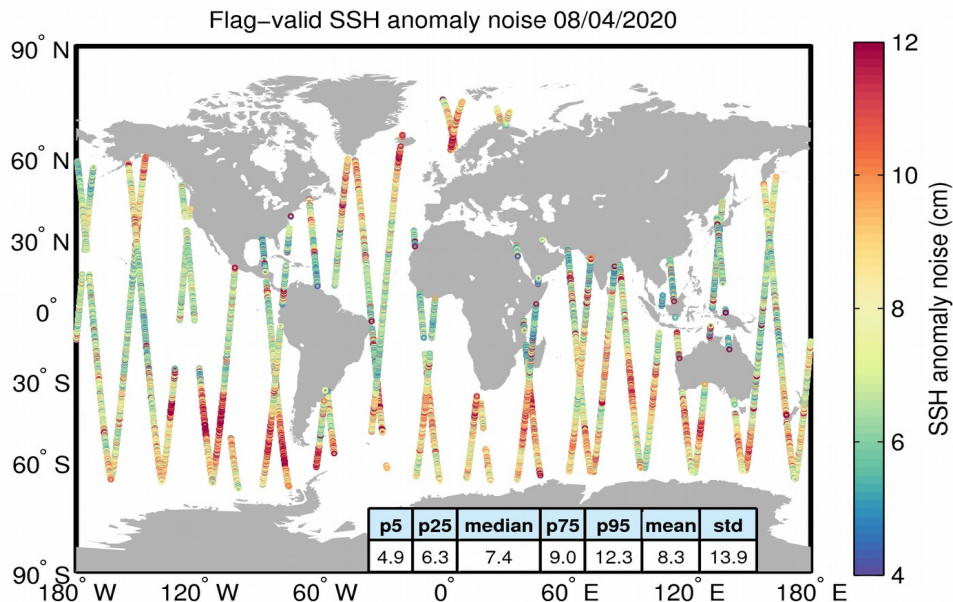 Flag−valid SSH anomaly noise 08/04/2020
90° N
60° N
30° N
0°
30° S
60° S
90° S
180° W
120° W
60° W
0°
60° E
120° E
180° E
p5 p25 median p75 p95 mean std
4.9 6.3 7.4 9.0 12.3 8.3 13.9
12
10
8
6
4
SSH anomaly noise (cm)